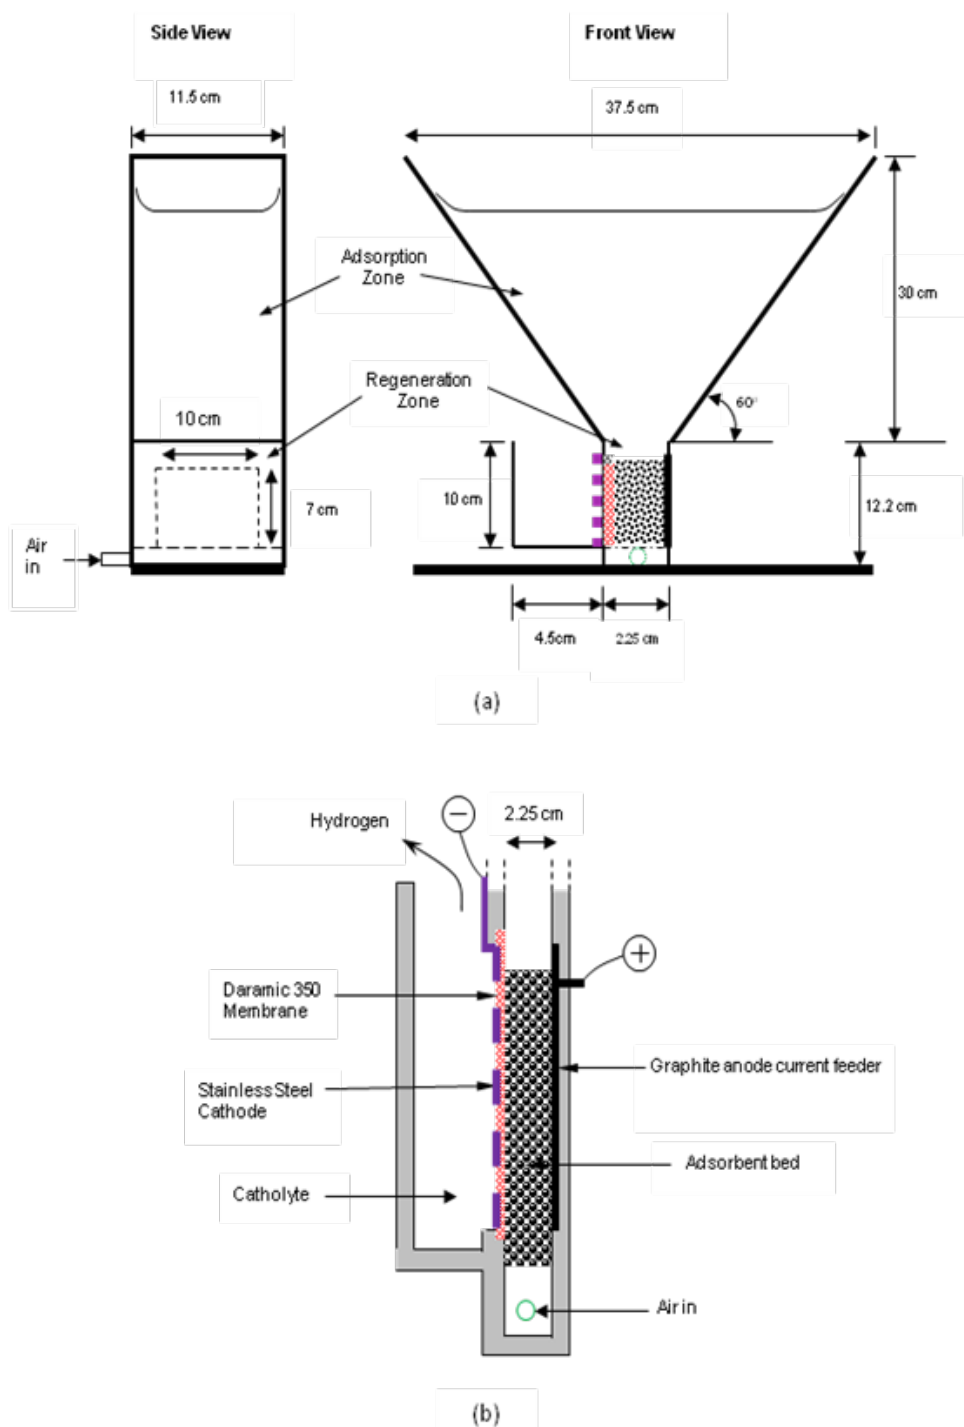 Side View
Front View
11.5 cm
37.5 cm
Adsorption
Zone
30 cm
Regeneration
Zone
60°
10 cm
7 cm
10 cm
12.2 cm
Air
in
4.5cm
2.25 cm
(a)
2.25 cm
Hydrogen
−
+
Daramic 350
Membrane
Graphite anode current feeder
Stainless Steel
Cathode
Adsorbent bed
Catholyte
Air in
(b)